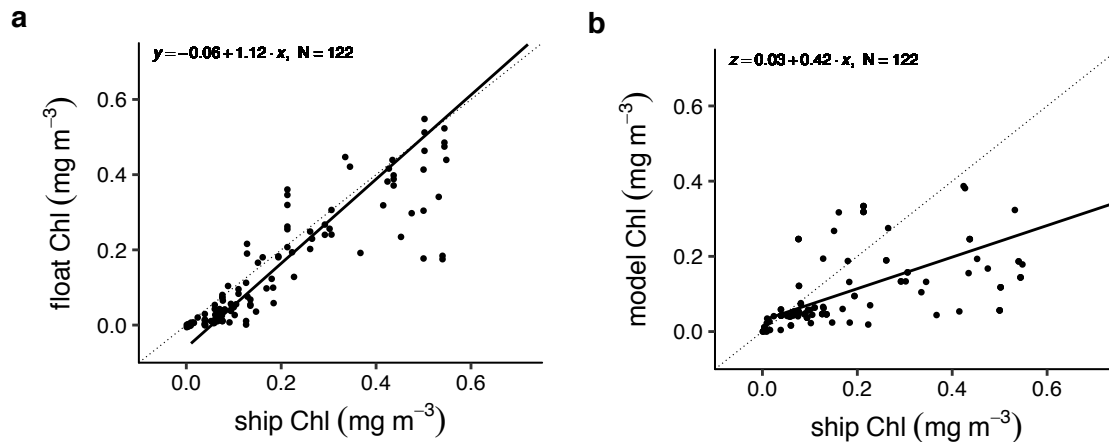 a
y=−0.06+1.12·x, N=122
0.6
0.4
0.2
0.0
float Chl (mg m⁻³)
0.0 0.2 0.4 0.6
ship Chl (mg m⁻³)
b
z=0.03+0.42·x, N=122
0.6
0.4
0.2
0.0
model Chl (mg m⁻³)
0.0 0.2 0.4 0.6
ship Chl (mg m⁻³)